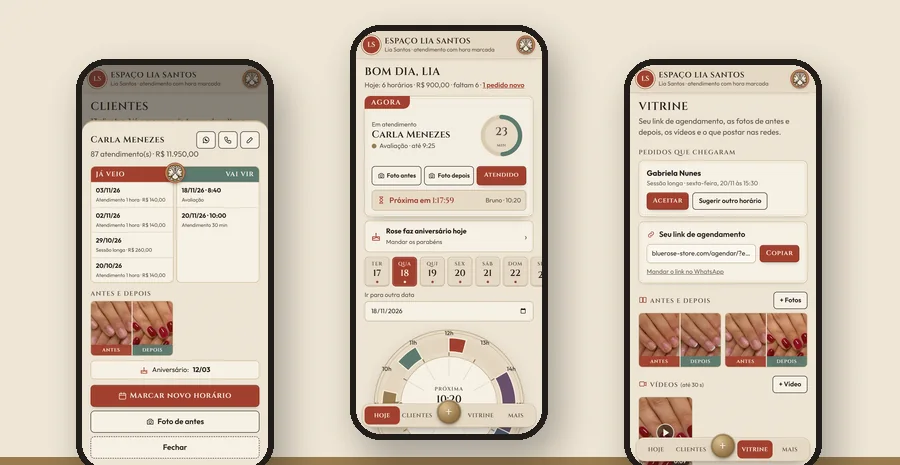 LS
ESPAÇO LIA SANTOS
Lia Santos · atendimento com hora marcada
CLIENTES
CARLA MENEZES
87 atendimento(s) · R$ 11.950,00
JÁ VEIO
VAI VIR
03/11/26
Atendimento 1 hora · R$ 140,00
02/11/26
Atendimento 1 hora · R$ 140,00
29/10/26
Sessão longa · R$ 260,00
20/10/26
Atendimento 1 hora · R$ 140,00
18/11/26 · 8:40
Avaliação
20/11/26 · 10:00
Atendimento 30 min
ANTES E DEPOIS
ANTES
DEPOIS
Aniversário: 12/03
MARCAR NOVO HORÁRIO
Foto de antes
Fechar
LS
ESPAÇO LIA SANTOS
Lia Santos · atendimento com hora marcada
BOM DIA, LIA
Hoje: 6 horários · R$ 900,00 · faltam 6 · 1 pedido novo
AGORA
Em atendimento
CARLA MENEZES
Avaliação · até 9:25
23
MIN
Foto antes
Foto depois
ATENDIDO
Próxima em 1:17:59
Bruno · 10:20
Rose faz aniversário hoje
Mandar os parabéns
TER
17
QUA
18
QUI
19
SEX
20
SÁB
21
DOM
22
Ir para outra data
18/11/2026
10h
11h
12h
13h
14h
PRÓXIMA
10:20
HOJE
CLIENTES
+
VITRINE
MAIS
LS
ESPAÇO LIA SANTOS
Lia Santos · atendimento com hora marcada
VITRINE
Seu link de agendamento, as fotos de antes e
depois, os vídeos e o que postar nas redes.
PEDIDOS QUE CHEGARAM
Gabriela Nunes
Sessão longa · sexta-feira, 20/11 às 15:30
ACEITAR
Sugerir outro horário
Seu link de agendamento
bluerose-store.com/agendar/?e...
COPIAR
Mandar o link no WhatsApp
ANTES E DEPOIS
+ Fotos
ANTES
DEPOIS
ANTES
DEPOIS
VÍDEOS (até 30 s)
+ Vídeo
HOJE
CLIENTES
+
VITRINE
MAIS